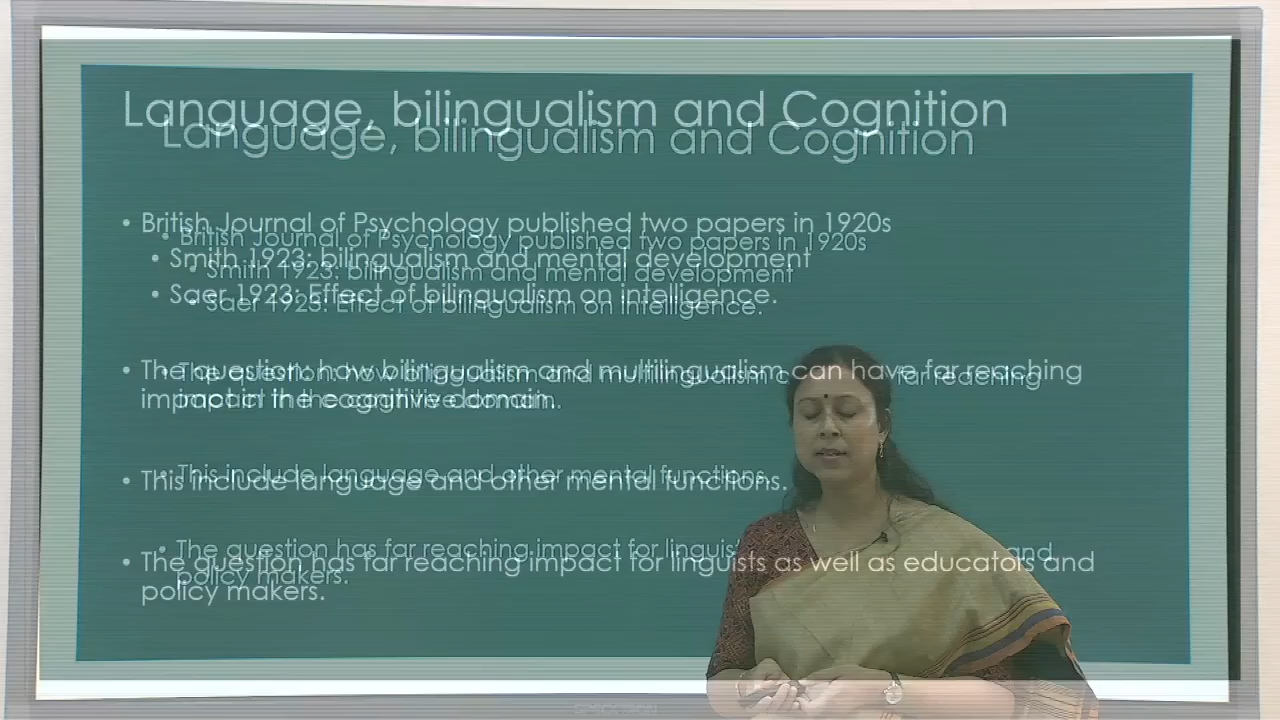 Language, bilingualism and Cognition
• British Journal of Psychology published two papers in 1920s
• Smith 1923: bilingualism and mental development
• Saer 1923: Effect of bilingualism on intelligence.
• The question: how bilingualism and multilingualism can have far reaching
impact in the cognitive domain.
• This include language and other mental functions.
• The question has far reaching impact for linguists as well as educators and
policy makers.